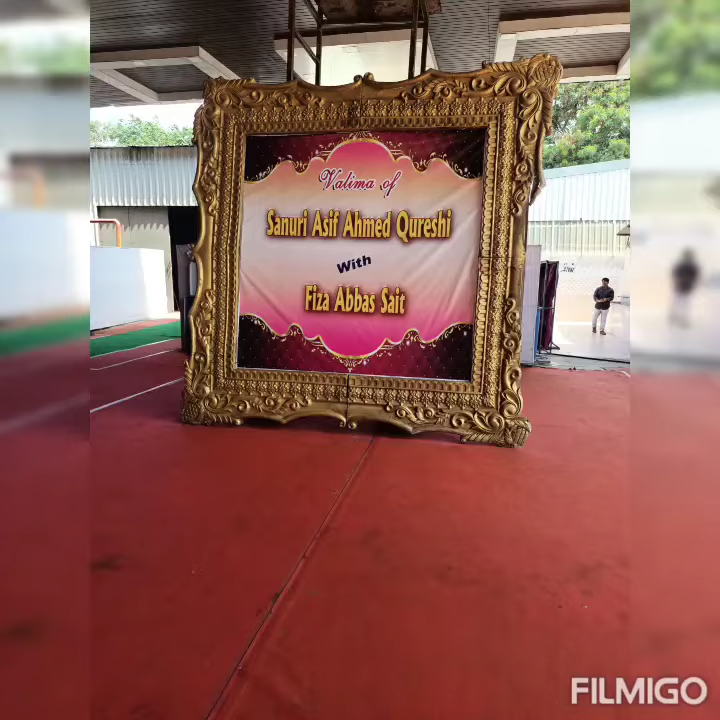 Valima of
Sanuri Asif Ahmed Qureshi
With
Fiza Abbas Sait
FILMIGO